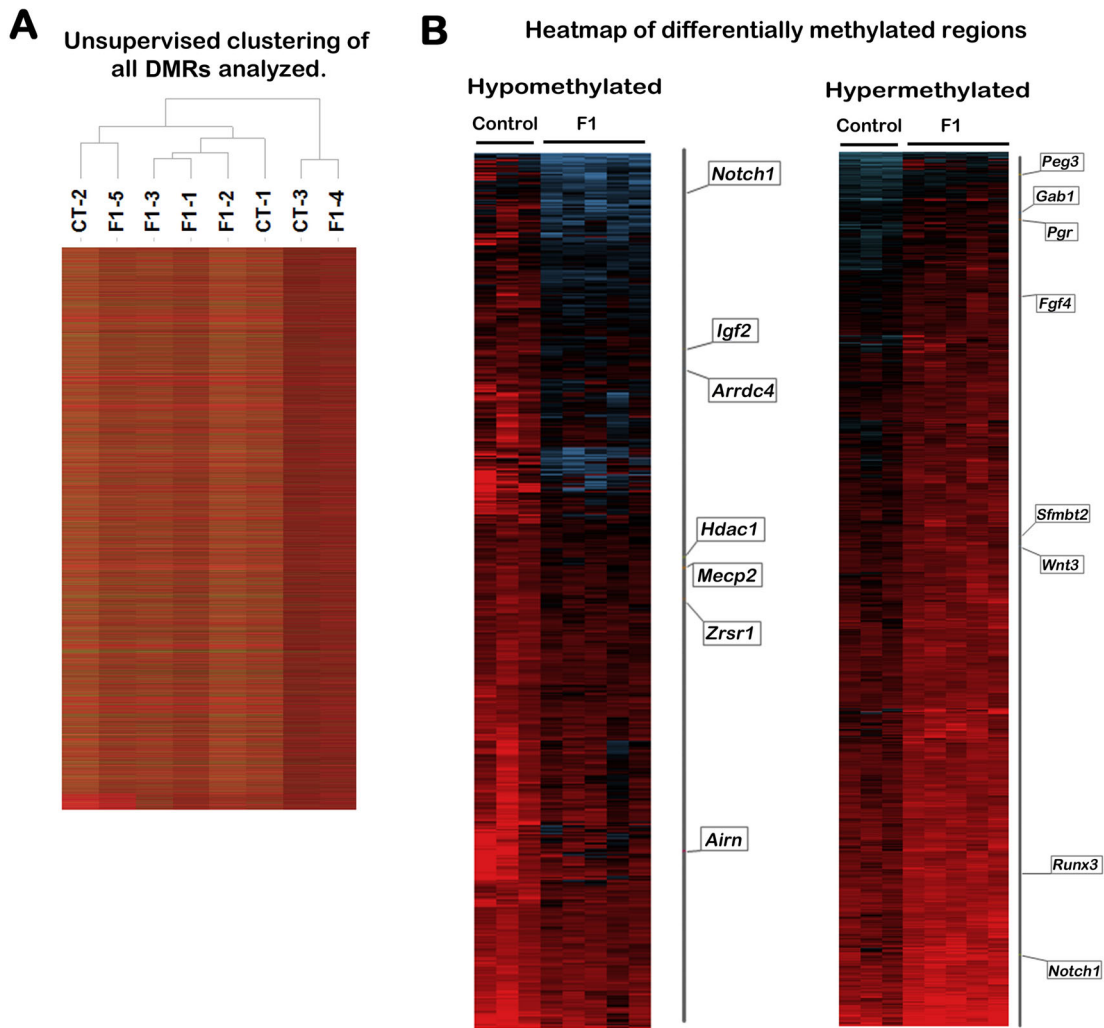 A
Unsupervised clustering of
all DMRs analyzed.
CT-2
F1-5
F1-3
F1-1
F1-2
CT-1
CT-3
F1-4
B
Heatmap of differentially methylated regions
Hypomethylated
Control
F1
Notch1
Igf2
Arrdc4
Hdac1
Mecp2
Zrsr1
Airn
Hypermethylated
Control
F1
Peg3
Gab1
Pgr
Fgf4
Sfmbt2
Wnt3
Runx3
Notch1